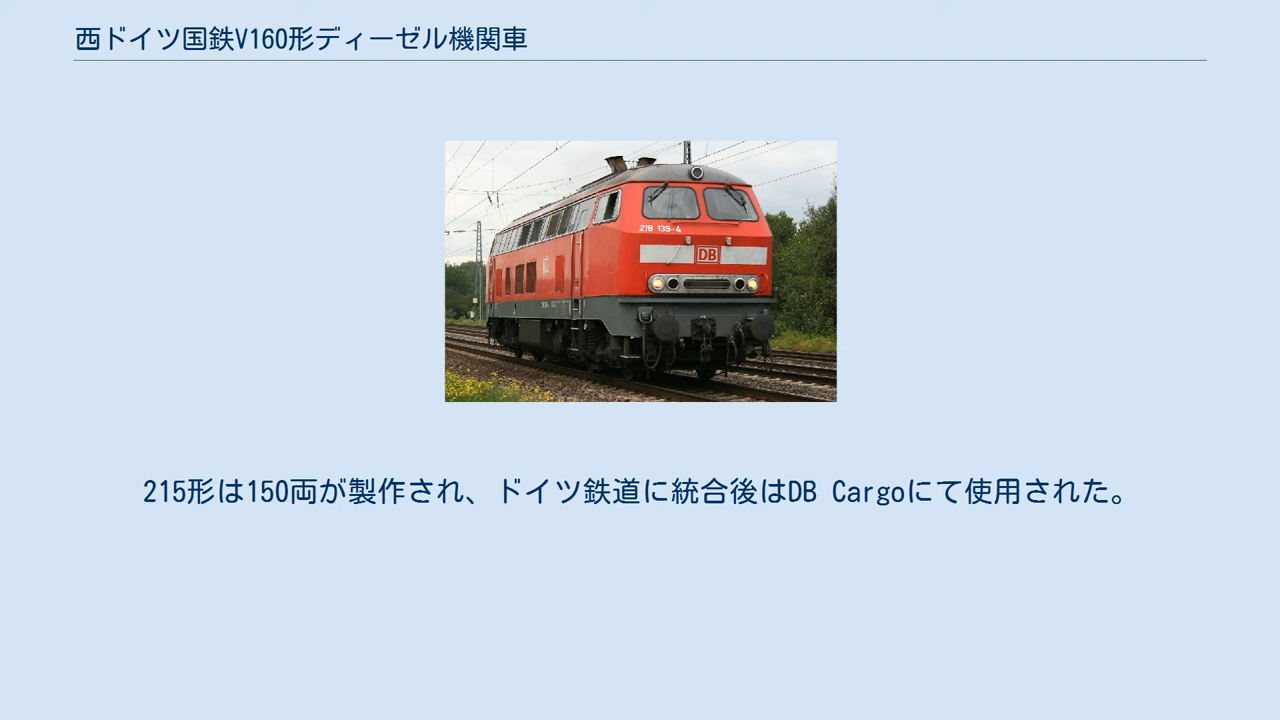 西ドイツ国鉄V160形ディーゼル機関車
218 139-4
DB
215形は150両が製作され、ドイツ鉄道に統合後はDB Cargoにて使用された。